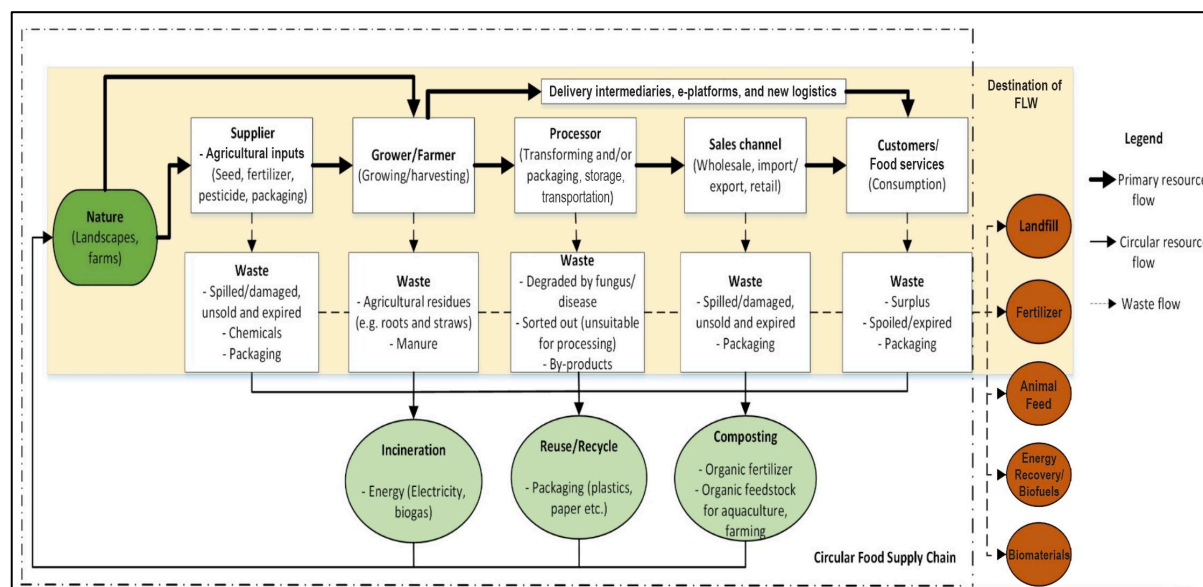 Delivery intermediaries, e-platforms, and new logistics
Destination of
FLW
Supplier
- Agricultural inputs
(Seed, fertilizer,
pesticide, packaging)
Grower/Farmer
(Growing/harvesting)
Processor
(Transforming and/or
packaging, storage,
transportation)
Sales channel
(Wholesale, import/
export, retail)
Customers/
Food services
(Consumption)
Legend
Primary resource
flow
Circular resource
flow
Waste flow
Nature
(Landscapes,
farms)
Waste
- Spilled/damaged,
unsold and expired
- Chemicals
- Packaging
Waste
- Agricultural residues
(e.g. roots and straws)
- Manure
Waste
- Degraded by fungus/
disease
- Sorted out (unsuitable
for processing)
- By-products
Waste
- Spilled/damaged,
unsold and expired
- Packaging
Waste
- Surplus
- Spoiled/expired
- Packaging
Landfill
Fertilizer
Animal
Feed
Energy
Recovery/
Biofuels
Biomaterials
Incineration
- Energy (Electricity,
biogas)
Reuse/Recycle
- Packaging (plastics,
paper etc.)
Composting
- Organic fertilizer
- Organic feedstock
for aquaculture,
farming
Circular Food Supply Chain